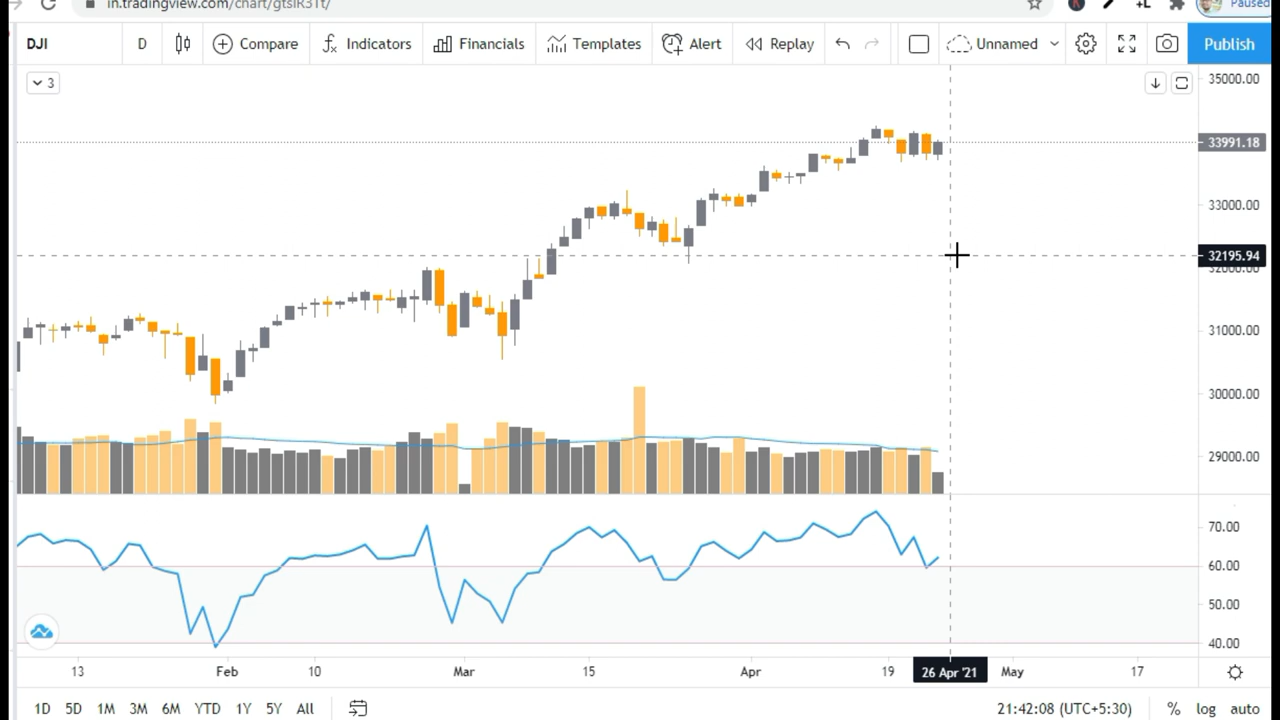 in.tradingview.com/chart/gtsIR3Tf/
Paused
DJI D Compare Indicators Financials Templates Alert Replay Unnamed Publish
3
35000.00
33991.18
33000.00
32195.94
32000.00
31000.00
30000.00
29000.00
70.00
60.00
50.00
40.00
13 Feb 10 Mar 15 Apr 19 26 Apr '21 May 17
1D 5D 1M 3M 6M YTD 1Y 5Y All 21:42:08 (UTC+5:30) % log auto